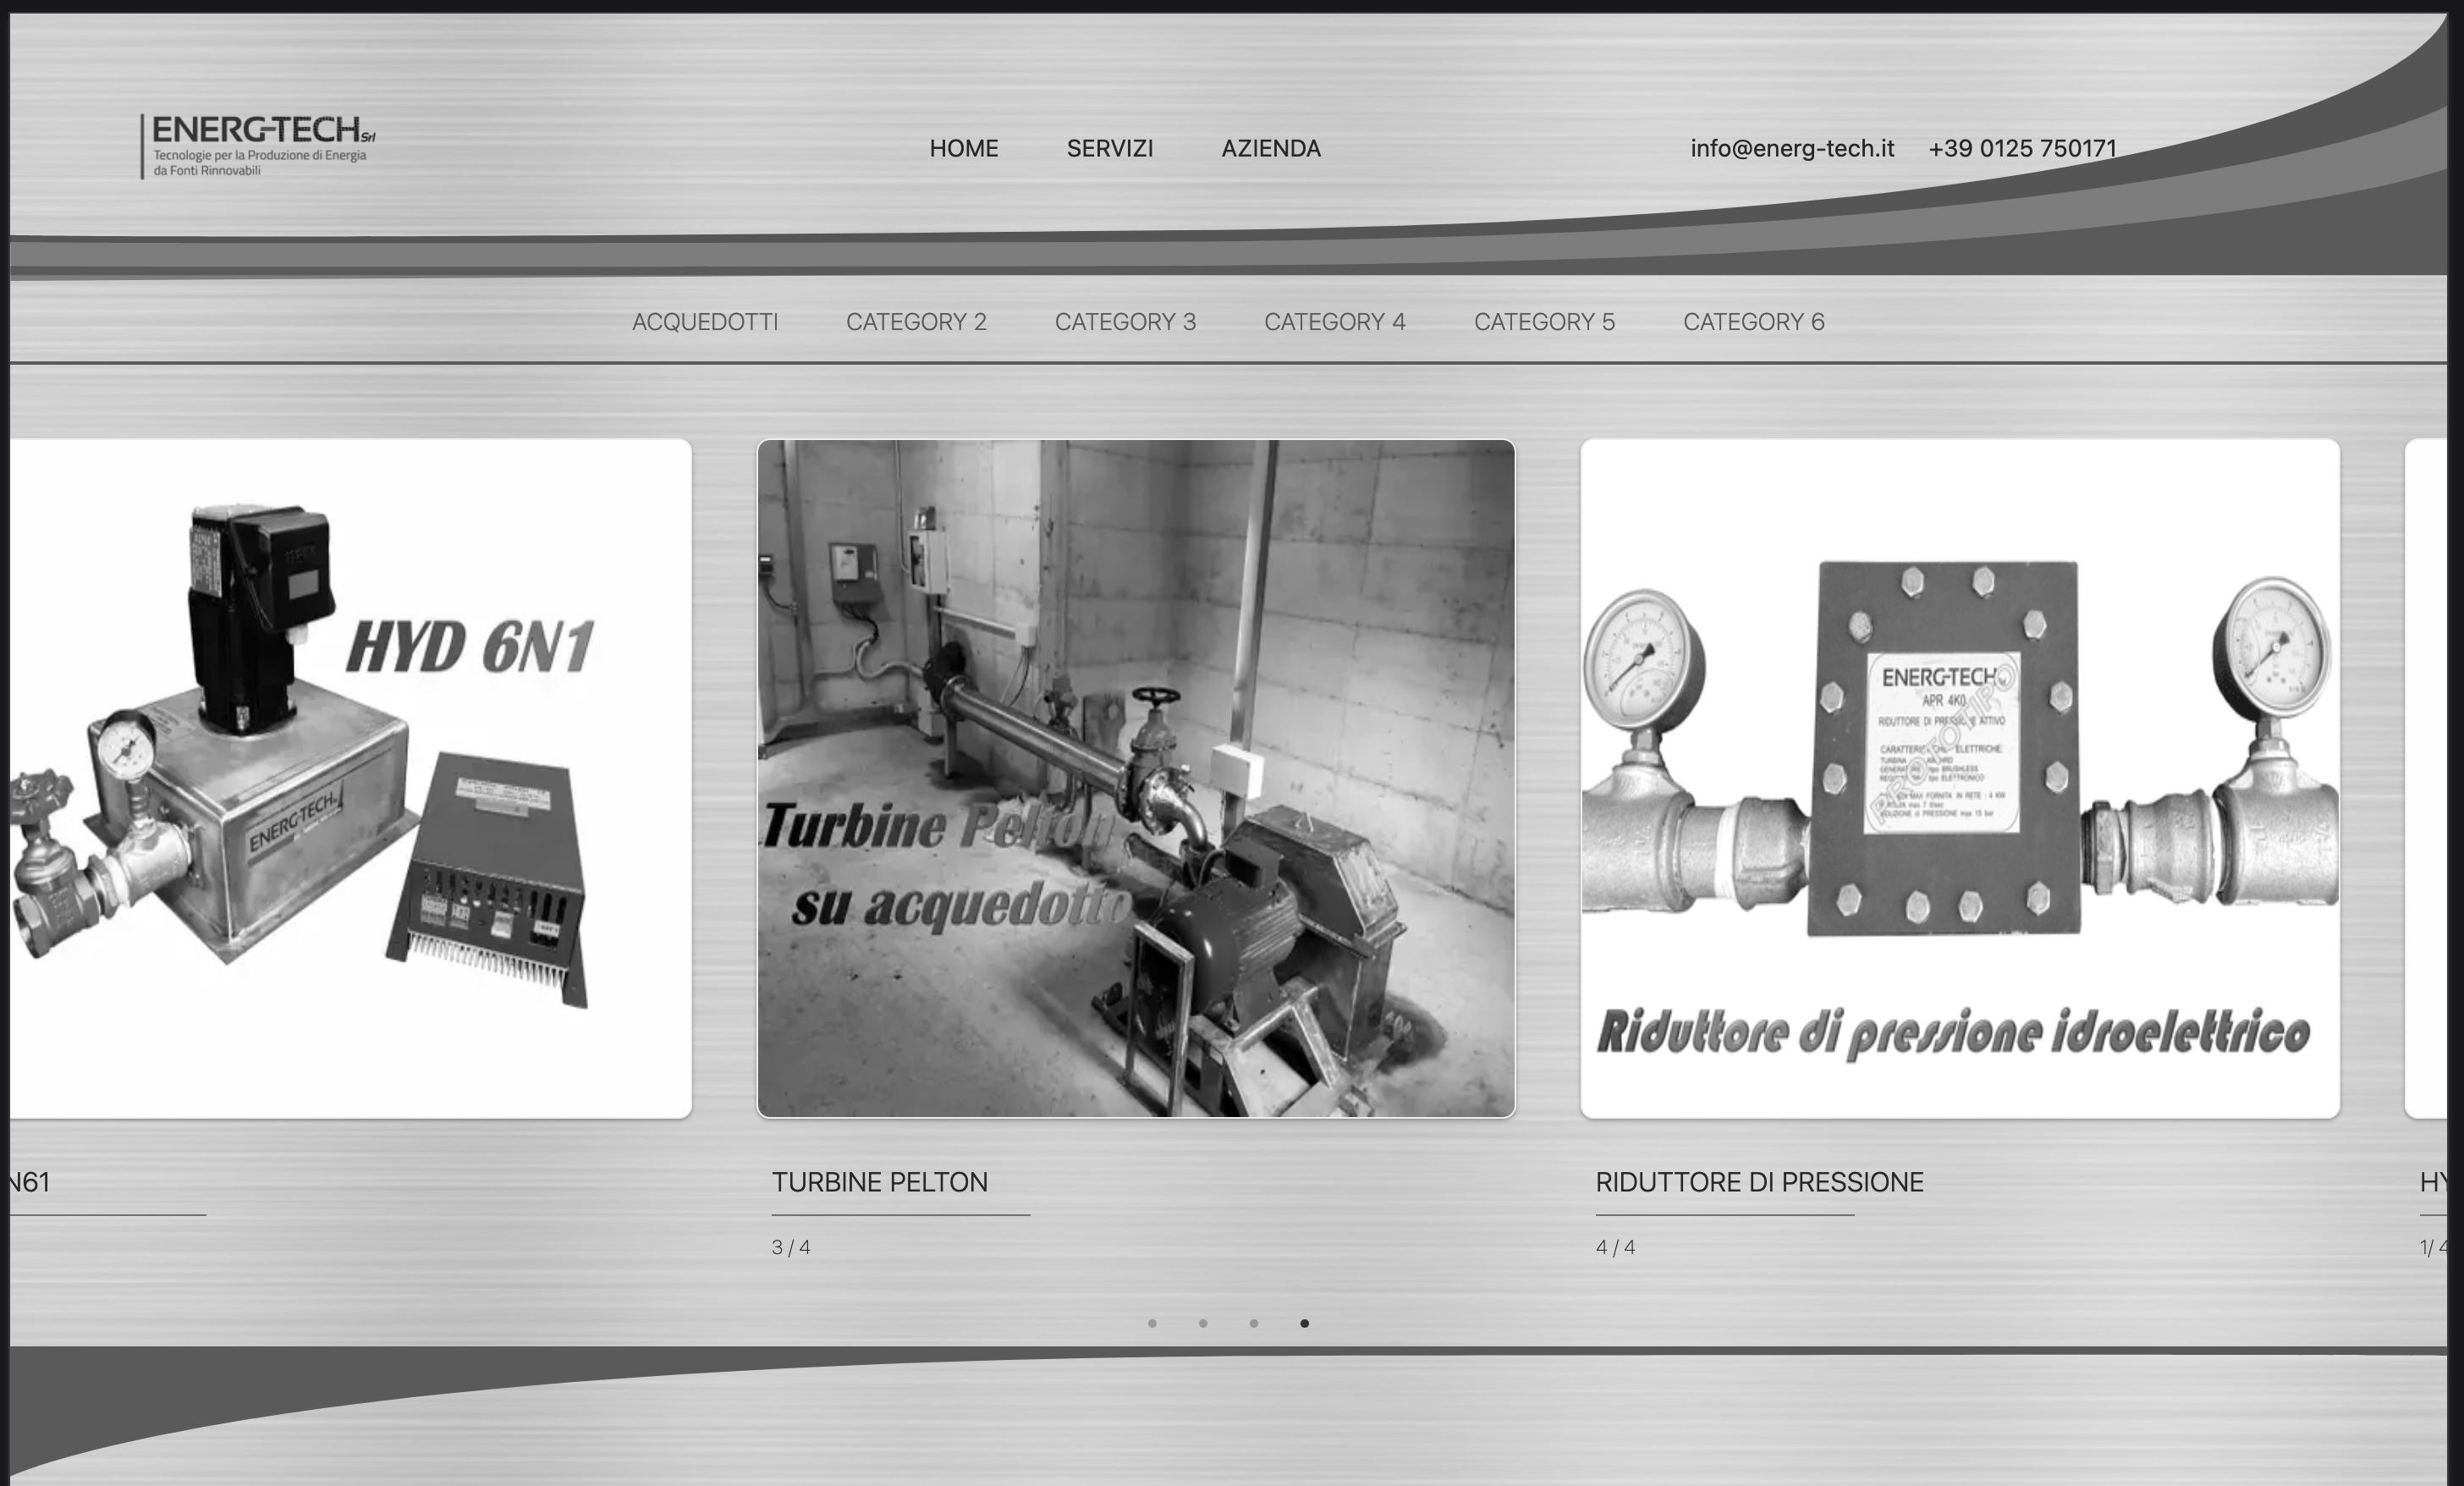 ENERG-TECH Srl
Tecnologie per la Produzione di Energia
da Fonti Rinnovabili
HOME SERVIZI AZIENDA
info@energ-tech.it +39 0125 750171
ACQUEDOTTI CATEGORY 2 CATEGORY 3 CATEGORY 4 CATEGORY 5 CATEGORY 6
HYD 6N1
ENERG-TECH
Turbine Pelton
su acquedotto
ENERG-TECH
APR 4K0
RIDUTTORE DI PRESSIONE ATTIVO
ELETTRICHE
PROTOTIPO
Riduttore di pressione idroelettrico
N61
TURBINE PELTON
3 / 4
RIDUTTORE DI PRESSIONE
4 / 4
HY
1/ 4